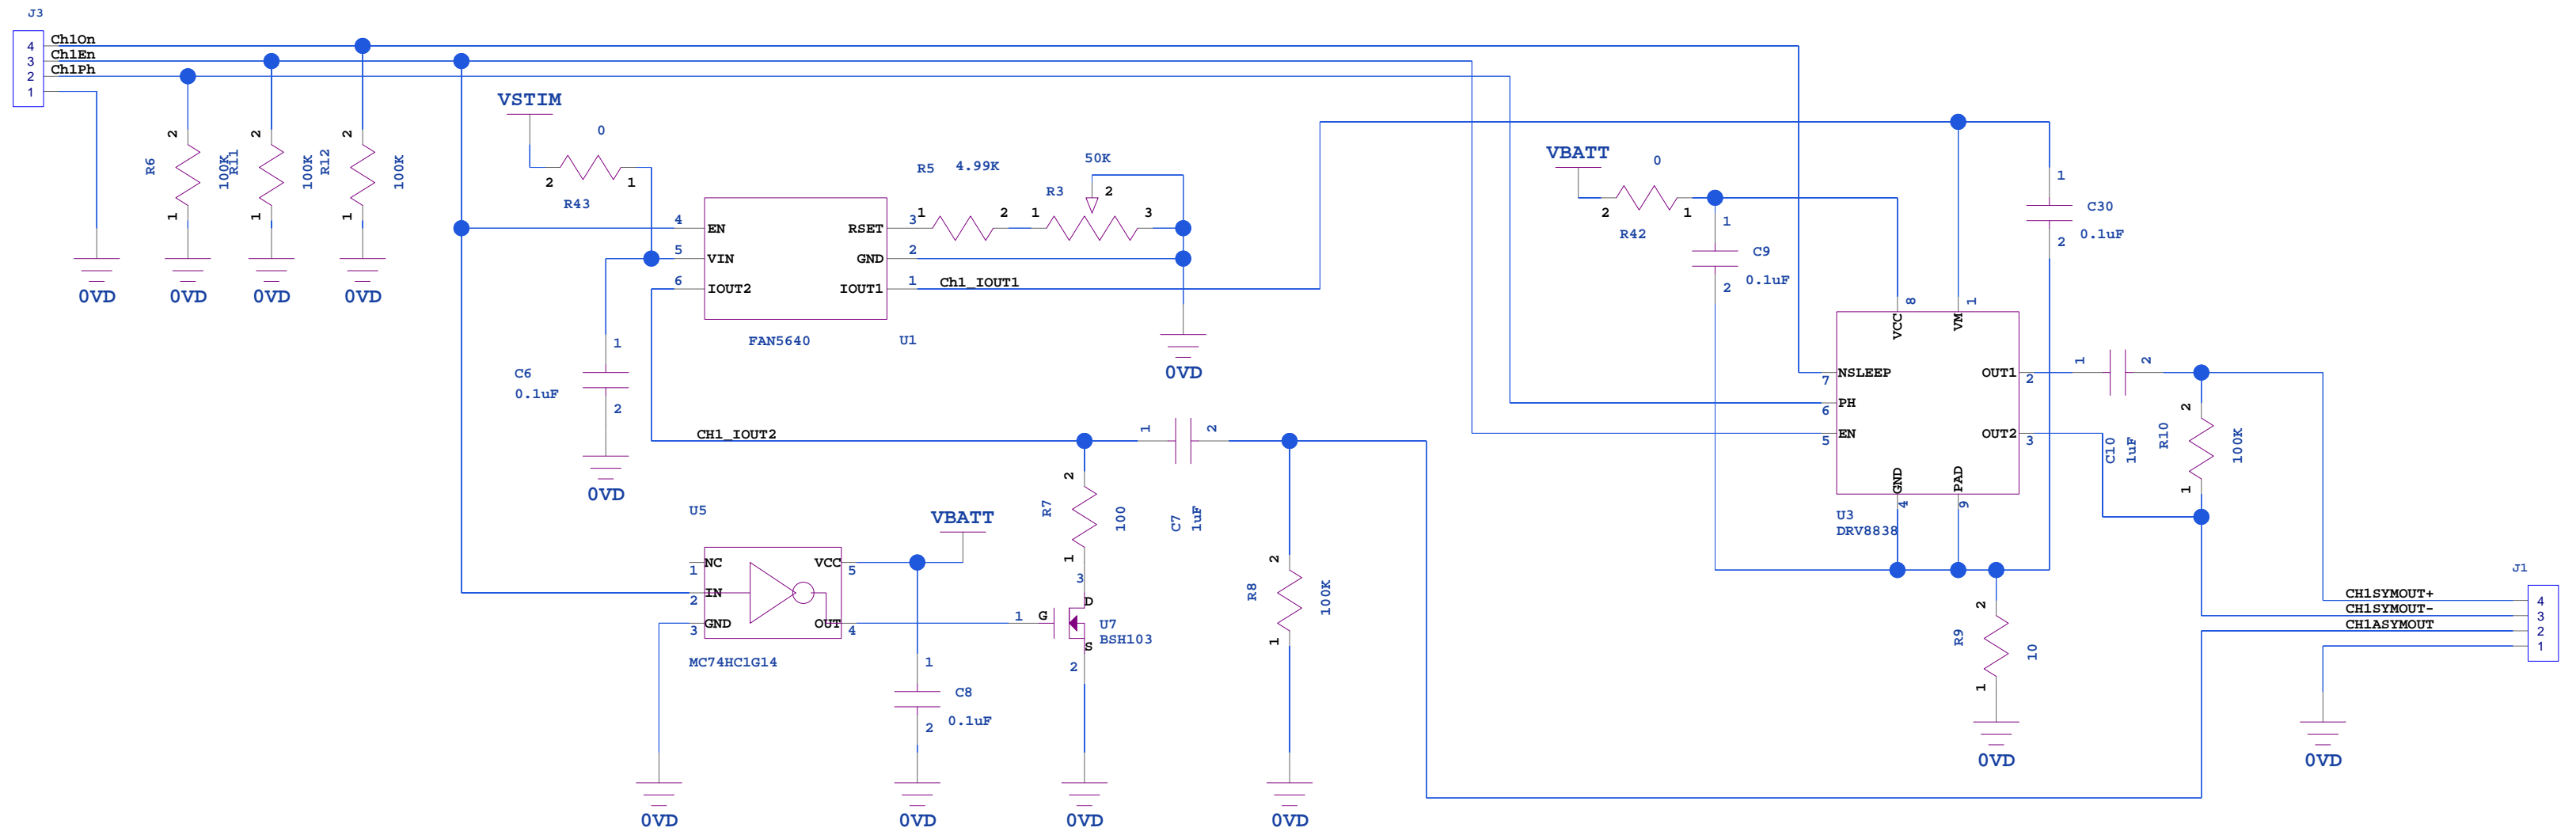 J3
4 Ch1On
3 Ch1En
2 Ch1Ph
1
2 2 2
R6 100K R11 100K R12 100K
1 1 1
0VD 0VD 0VD 0VD
VSTIM
0
2 1
R43
R5 4.99K 50K
R3 2
1 2 1 3
4 EN RSET 3
5 VIN GND 2
6 IOUT2 IOUT1 1 Ch1_IOUT1
FAN5640 U1
0VD
1
C6
0.1uF
2
0VD
CH1_IOUT2
1 2
C7 1uF
2
R7 100
1
U5
VBATT
1 NC VCC 5
2 IN
3 GND OUT 4
MC74HC1G14
1
C8
0.1uF
2
3
D
1 G
U7
BSH103
S
2
2
R8 100K
1
0VD 0VD 0VD 0VD
VBATT
0
2 1
R42
1
C9
0.1uF
2
1
C30
0.1uF
2
8 1
VCC VM
7 NSLEEP OUT1 2
6 PH
5 EN OUT2 3
GND PAD
4 9
U3
DRV8838
1 2
C10 1uF
2
R10 100K
1
2
R9 10
1
0VD
J1
CH1SYMOUT+ 4
CH1SYMOUT- 3
CH1ASYMOUT 2
1
0VD